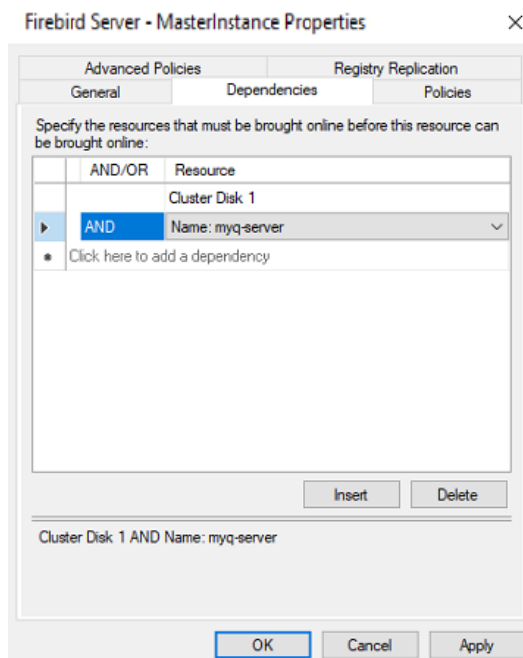 Firebird Server - MasterInstance Properties
Advanced Policies Registry Replication
General Dependencies Policies
Specify the resources that must be brought online before this resource can
be brought online:
AND/OR Resource
Cluster Disk 1
AND Name: myq-server
Click here to add a dependency
Insert Delete
Cluster Disk 1 AND Name: myq-server
OK Cancel Apply